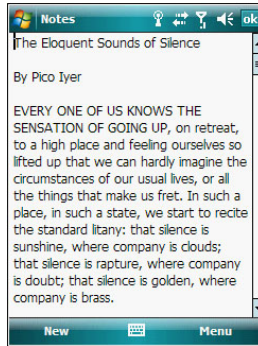 Notes
ok
The Eloquent Sounds of Silence
By Pico Iyer
EVERY ONE OF US KNOWS THE
SENSATION OF GOING UP, on retreat,
to a high place and feeling ourselves so
lifted up that we can hardly imagine the
circumstances of our usual lives, or all
the things that make us fret. In such a
place, in such a state, we start to recite
the standard litany: that silence is
sunshine, where company is clouds;
that silence is rapture, where company
is doubt; that silence is golden, where
company is brass.
New
Menu